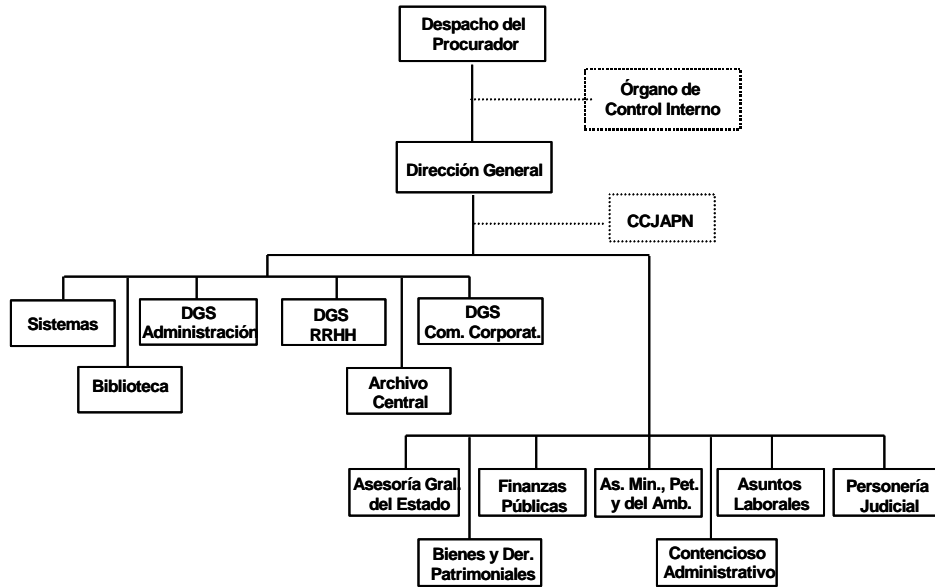 Despacho del
Procurador
Órgano de
Control Interno
Dirección General
CCJAPN
Sistemas
DGS
Administración
DGS
RRHH
DGS
Com. Corporat.
Biblioteca
Archivo
Central
Asesoría Gral.
del Estado
Finanzas
Públicas
As. Min., Pet.
y del Amb.
Asuntos
Laborales
Personería
Judicial
Bienes y Der.
Patrimoniales
Contencioso
Administrativo